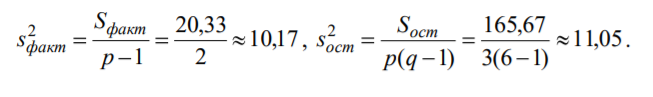 s²факт = Sфакт / (p − 1) = 20,33 / 2 ≈ 10,17 , s²ост = Sост / (p(q − 1)) = 165,67 / (3(6 − 1)) ≈ 11,05 .